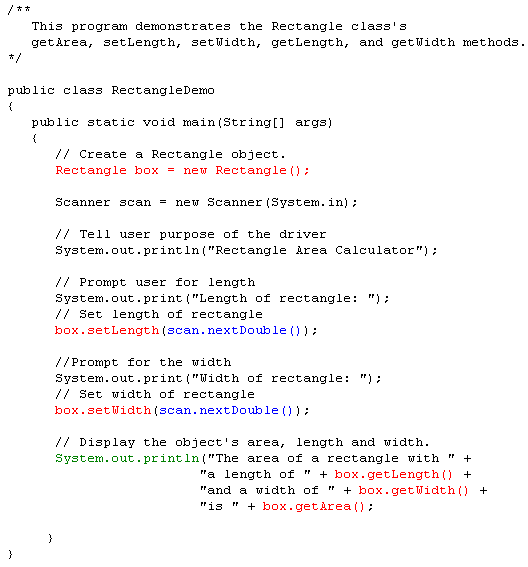 /**
   This program demonstrates the Rectangle class's
   getArea, setLength, setWidth, getLength, and getWidth methods.
*/
public class RectangleDemo
{
   public static void main(String[] args)
   {
      // Create a Rectangle object.
      Rectangle box = new Rectangle();
      Scanner scan = new Scanner(System.in);
      // Tell user purpose of the driver
      System.out.println("Rectangle Area Calculator");
      // Prompt user for length
      System.out.print("Length of rectangle: ");
      // Set length of rectangle
      box.setLength(scan.nextDouble());
      //Prompt for the width
      System.out.print("Width of rectangle: ");
      // Set width of rectangle
      box.setWidth(scan.nextDouble());
      // Display the object's area, length and width.
      System.out.println("The area of a rectangle with " +
                        "a length of " + box.getLength() +
                        "and a width of " + box.getWidth() +
                        "is " + box.getArea();
     }
}